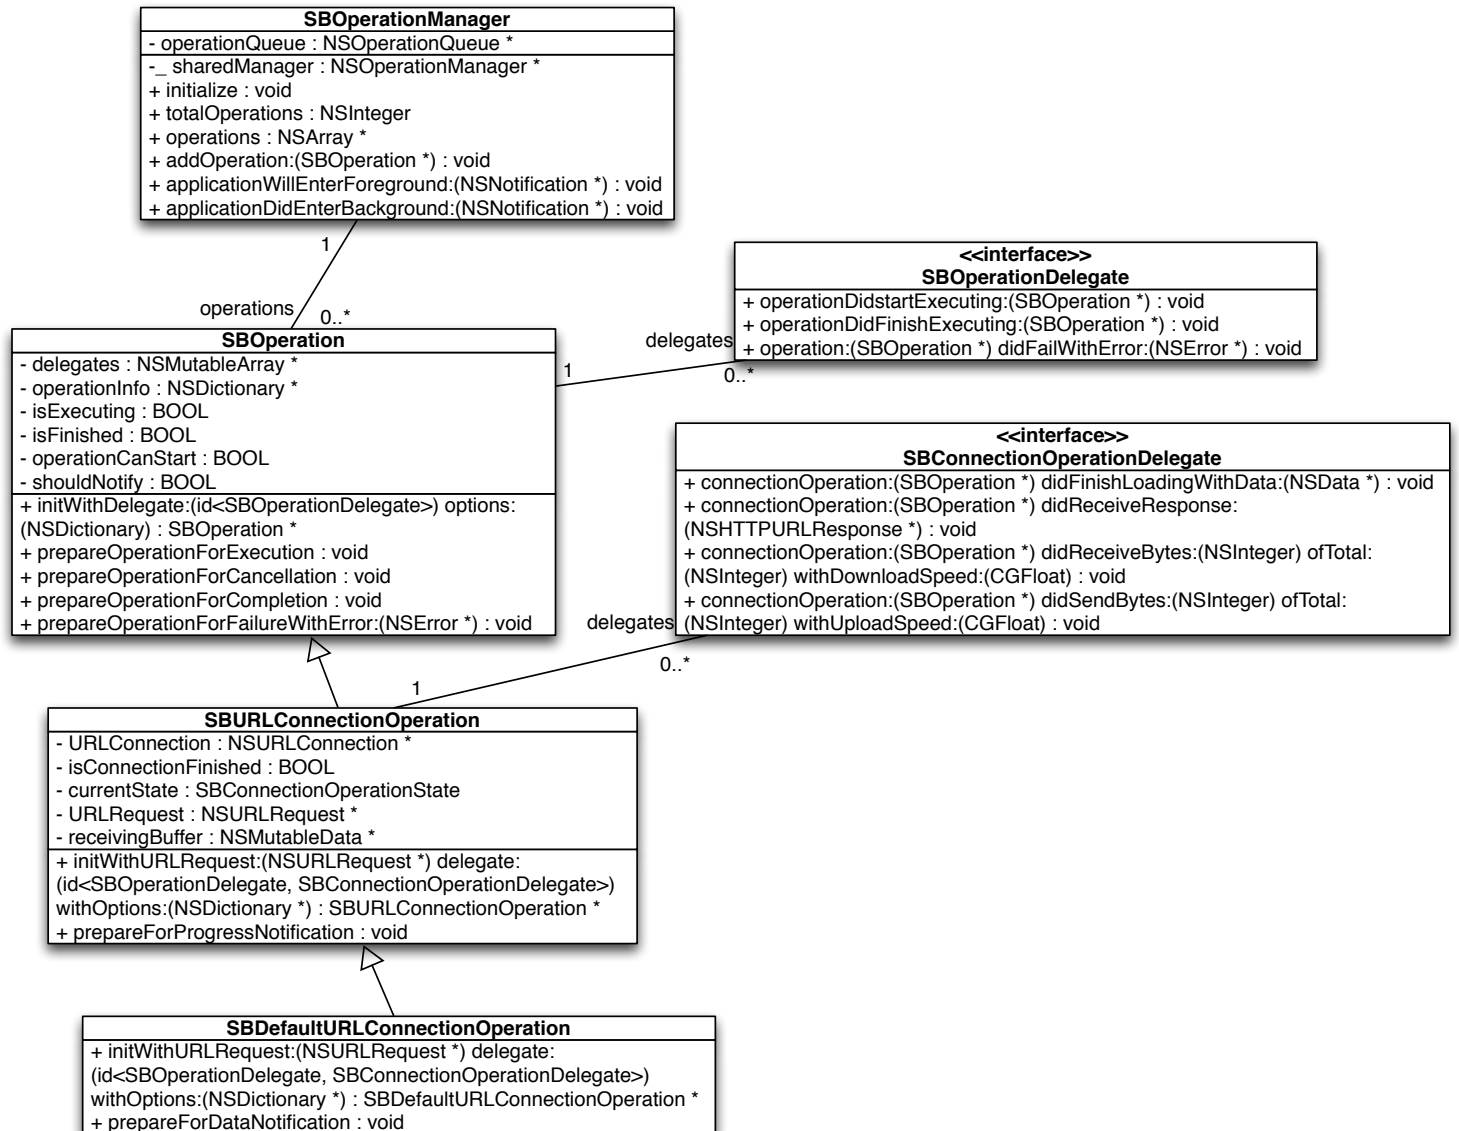 SBOperationManager
- operationQueue : NSOperationQueue *
-_ sharedManager : NSOperationManager *
+ initialize : void
+ totalOperations : NSInteger
+ operations : NSArray *
+ addOperation:(SBOperation *) : void
+ applicationWillEnterForeground:(NSNotification *) : void
+ applicationDidEnterBackground:(NSNotification *) : void
1
operations
0..*
<<interface>>
SBOperationDelegate
+ operationDidstartExecuting:(SBOperation *) : void
+ operationDidFinishExecuting:(SBOperation *) : void
+ operation:(SBOperation *) didFailWithError:(NSError *) : void
delegates
1
0..*
SBOperation
- delegates : NSMutableArray *
- operationInfo : NSDictionary *
- isExecuting : BOOL
- isFinished : BOOL
- operationCanStart : BOOL
- shouldNotify : BOOL
+ initWithDelegate:(id<SBOperationDelegate>) options:
(NSDictionary) : SBOperation *
+ prepareOperationForExecution : void
+ prepareOperationForCancellation : void
+ prepareOperationForCompletion : void
+ prepareOperationForFailureWithError:(NSError *) : void
<<interface>>
SBConnectionOperationDelegate
+ connectionOperation:(SBOperation *) didFinishLoadingWithData:(NSData *) : void
+ connectionOperation:(SBOperation *) didReceiveResponse:
(NSHTTPURLResponse *) : void
+ connectionOperation:(SBOperation *) didReceiveBytes:(NSInteger) ofTotal:
(NSInteger) withDownloadSpeed:(CGFloat) : void
+ connectionOperation:(SBOperation *) didSendBytes:(NSInteger) ofTotal:
(NSInteger) withUploadSpeed:(CGFloat) : void
delegates
0..*
1
SBURLConnectionOperation
- URLConnection : NSURLConnection *
- isConnectionFinished : BOOL
- currentState : SBConnectionOperationState
- URLRequest : NSURLRequest *
- receivingBuffer : NSMutableData *
+ initWithURLRequest:(NSURLRequest *) delegate:
(id<SBOperationDelegate, SBConnectionOperationDelegate>)
withOptions:(NSDictionary *) : SBURLConnectionOperation *
+ prepareForProgressNotification : void
SBDefaultURLConnectionOperation
+ initWithURLRequest:(NSURLRequest *) delegate:
(id<SBOperationDelegate, SBConnectionOperationDelegate>)
withOptions:(NSDictionary *) : SBDefaultURLConnectionOperation *
+ prepareForDataNotification : void